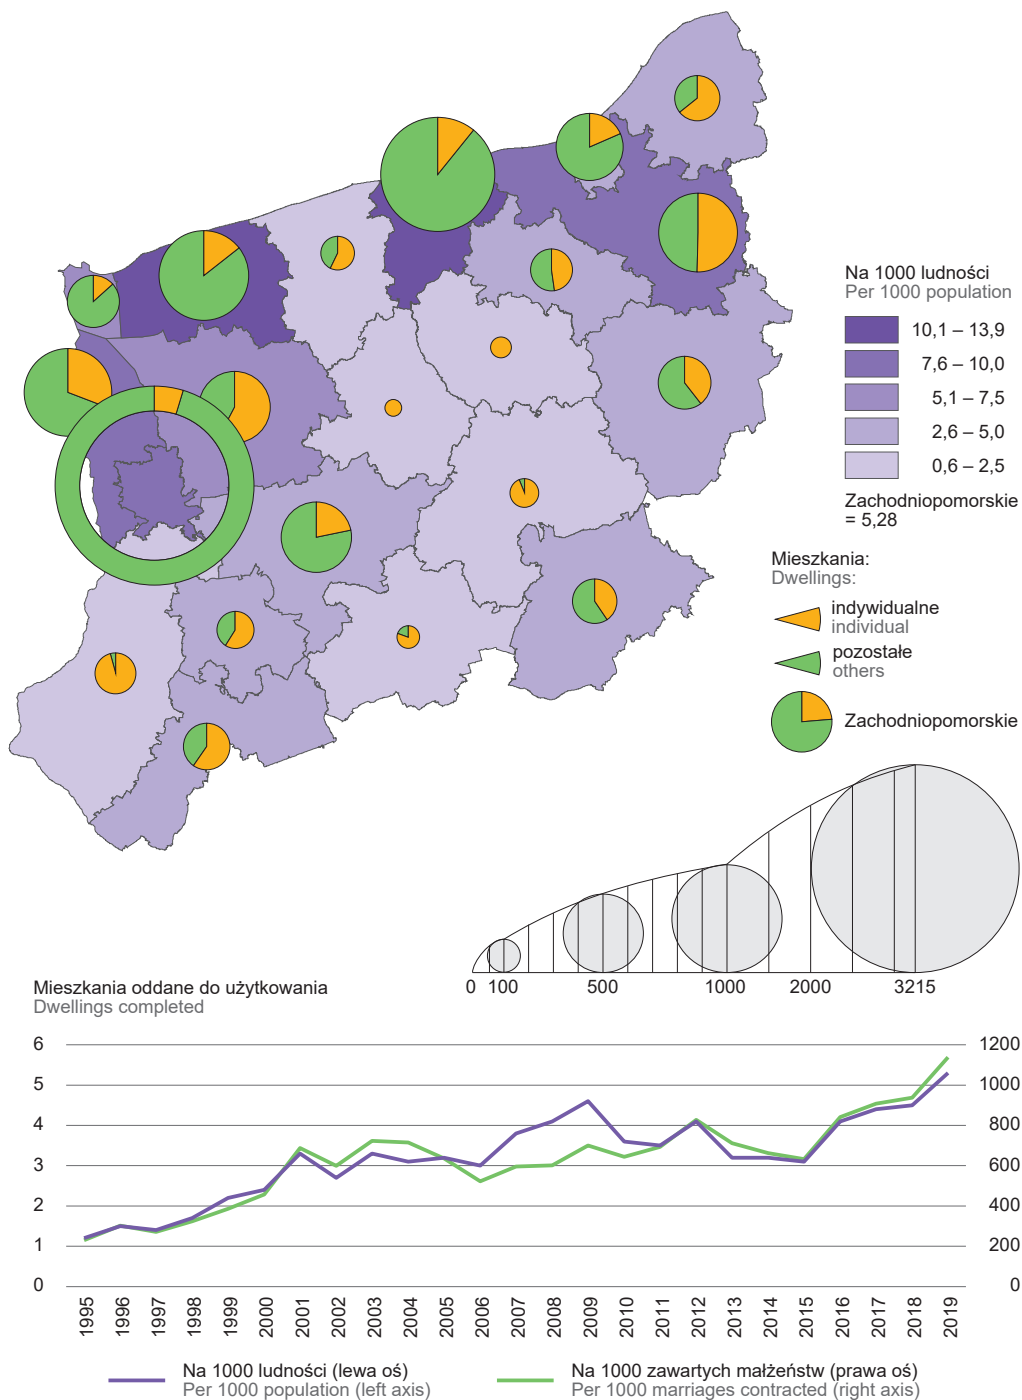 Na 1000 ludności
Per 1000 population
10,1 – 13,9
7,6 – 10,0
5,1 – 7,5
2,6 – 5,0
0,6 – 2,5
Zachodniopomorskie
= 5,28
Mieszkania:
Dwellings:
indywidualne
individual
pozostałe
others
Zachodniopomorskie
0 100 500 1000 2000 3215
Mieszkania oddane do użytkowania
Dwellings completed
6 1200
5 1000
4 800
3 600
2 400
1 200
0 0
1995 1996 1997 1998 1999 2000 2001 2002 2003 2004 2005 2006 2007 2008 2009 2010 2011 2012 2013 2014 2015 2016 2017 2018 2019
Na 1000 ludności (lewa oś) Na 1000 zawartych małżeństw (prawa oś)
Per 1000 population (left axis) Per 1000 marriages contracted (right axis)